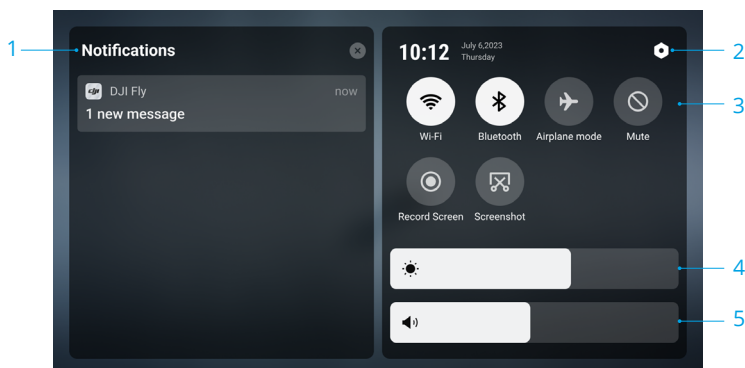 1
Notifications
dji
DJI Fly
now
1 new message
10:12
July 6,2023
Thursday
2
Wi-Fi
Bluetooth
Airplane mode
Mute
3
Record Screen
Screenshot
4
5